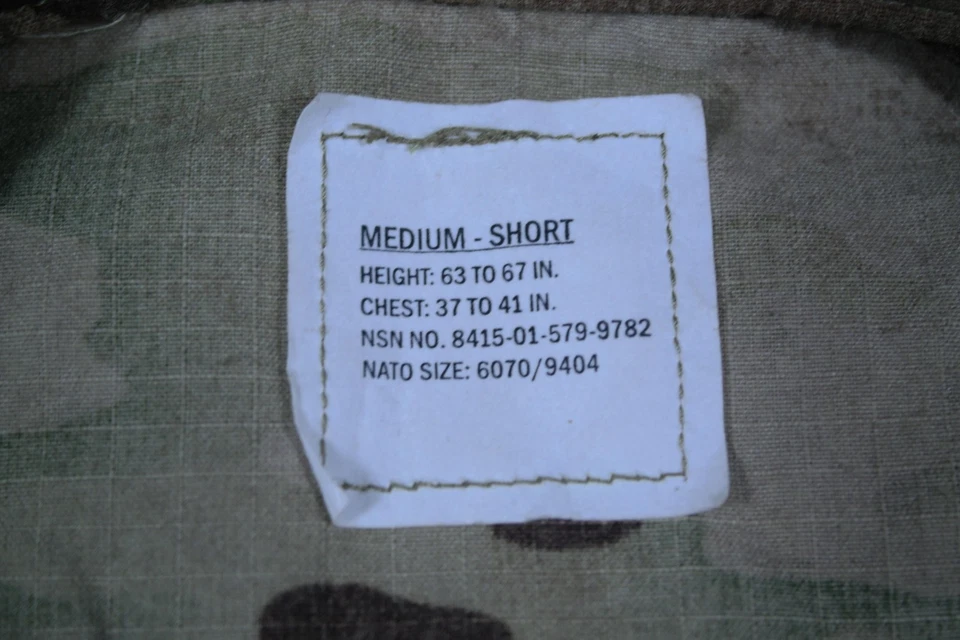 MEDIUM - SHORT
HEIGHT: 63 TO 67 IN.
CHEST: 37 TO 41 IN.
NSN NO. 8415-01-579-9782
NATO SIZE: 6070/9404